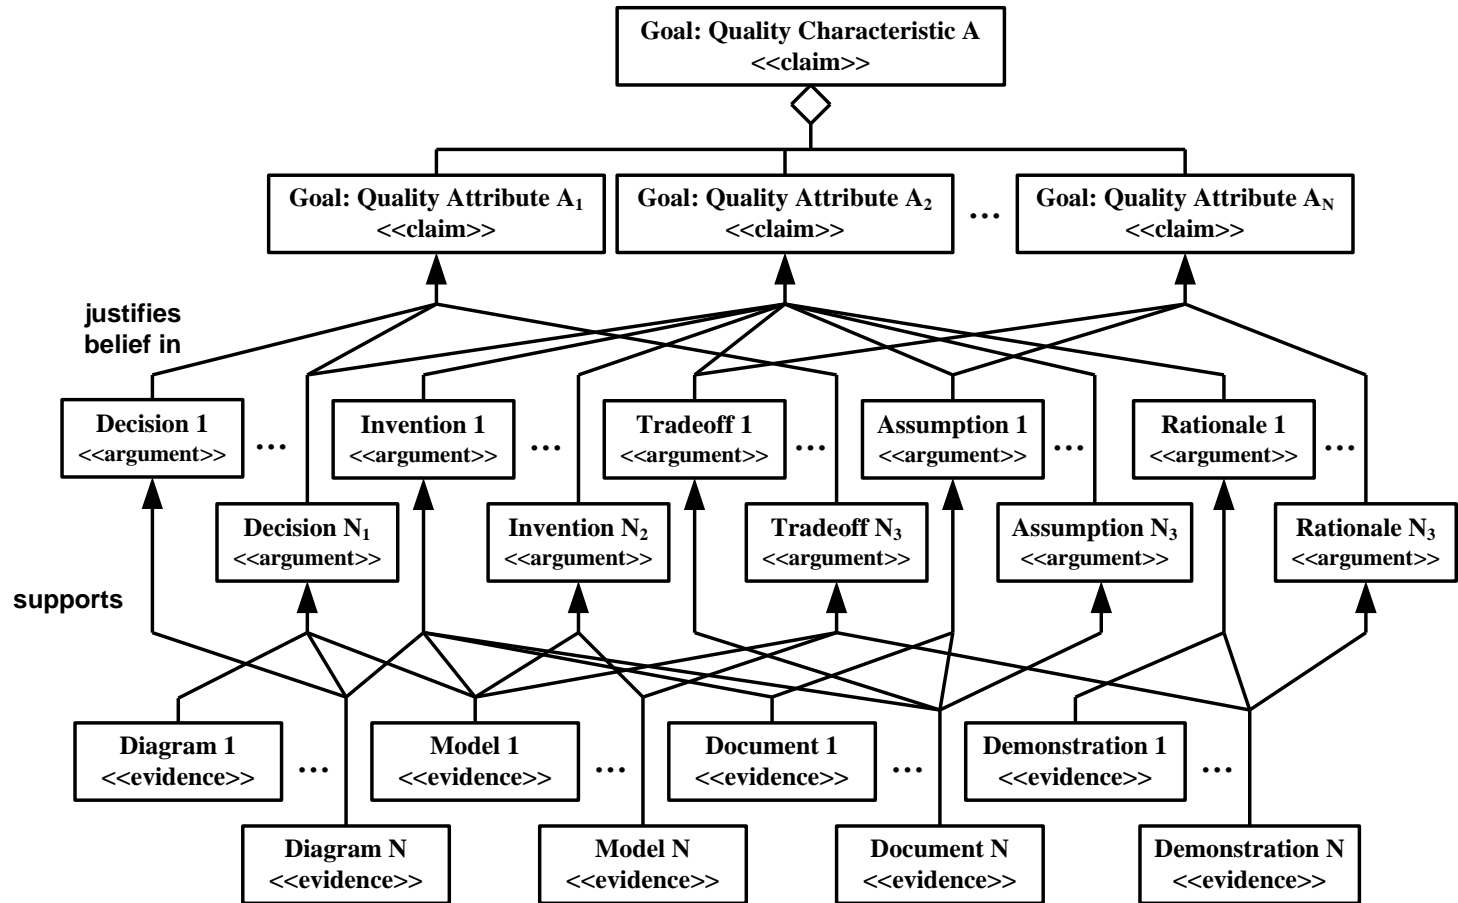 Goal: Quality Characteristic A
<<claim>>
Goal: Quality Attribute A₁
<<claim>>
Goal: Quality Attribute A₂
<<claim>>
...
Goal: Quality Attribute A_N
<<claim>>
justifies
belief in
Decision 1
<<argument>>
...
Invention 1
<<argument>>
...
Tradeoff 1
<<argument>>
...
Assumption 1
<<argument>>
...
Rationale 1
<<argument>>
...
Decision N₁
<<argument>>
Invention N₂
<<argument>>
Tradeoff N₃
<<argument>>
Assumption N₃
<<argument>>
Rationale N₃
<<argument>>
supports
Diagram 1
<<evidence>>
...
Model 1
<<evidence>>
...
Document 1
<<evidence>>
...
Demonstration 1
<<evidence>>
...
Diagram N
<<evidence>>
Model N
<<evidence>>
Document N
<<evidence>>
Demonstration N
<<evidence>>